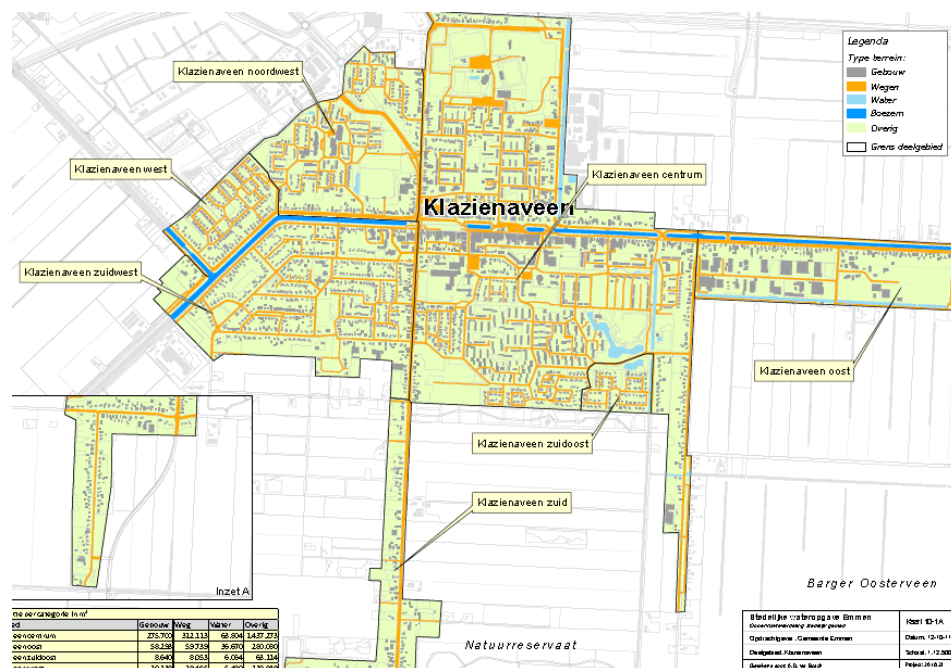 Klazienaveen noordwest
Klazienaveen west
Klazienaveen zuidwest
Klazienaveen centrum
Klazienaveen
Klazienaveen oost
Klazienaveen zuidoost
Klazienaveen zuid
Legenda
Type terrein:
Gebouw
Wegen
Water
Boezem
Overig
Grens deelgebied
Inzet A
Barger Oosterveen
Natuurreservaat
Gebouw Weg Water Overig
312.113
Stedelijke wateropgave Emmen
Opdrachtgever: Gemeente Emmen
Deelgebied: Klazienaveen
Kaart 10-1A